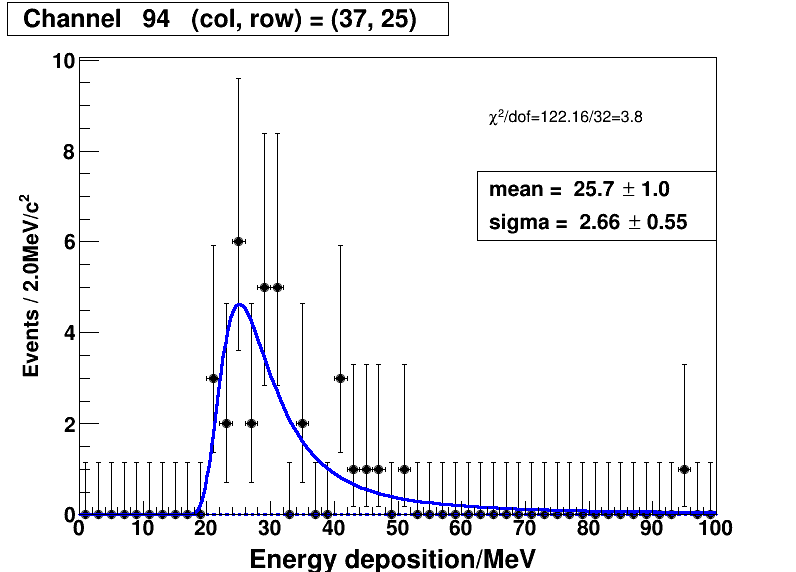 Channel 94 (col, row) = (37, 25)
10
8
6
4
2
0
Events / 2.0MeV/c²
χ²/dof=122.16/32=3.8
mean = 25.7 ± 1.0
sigma = 2.66 ± 0.55
0 10 20 30 40 50 60 70 80 90 100
Energy deposition/MeV